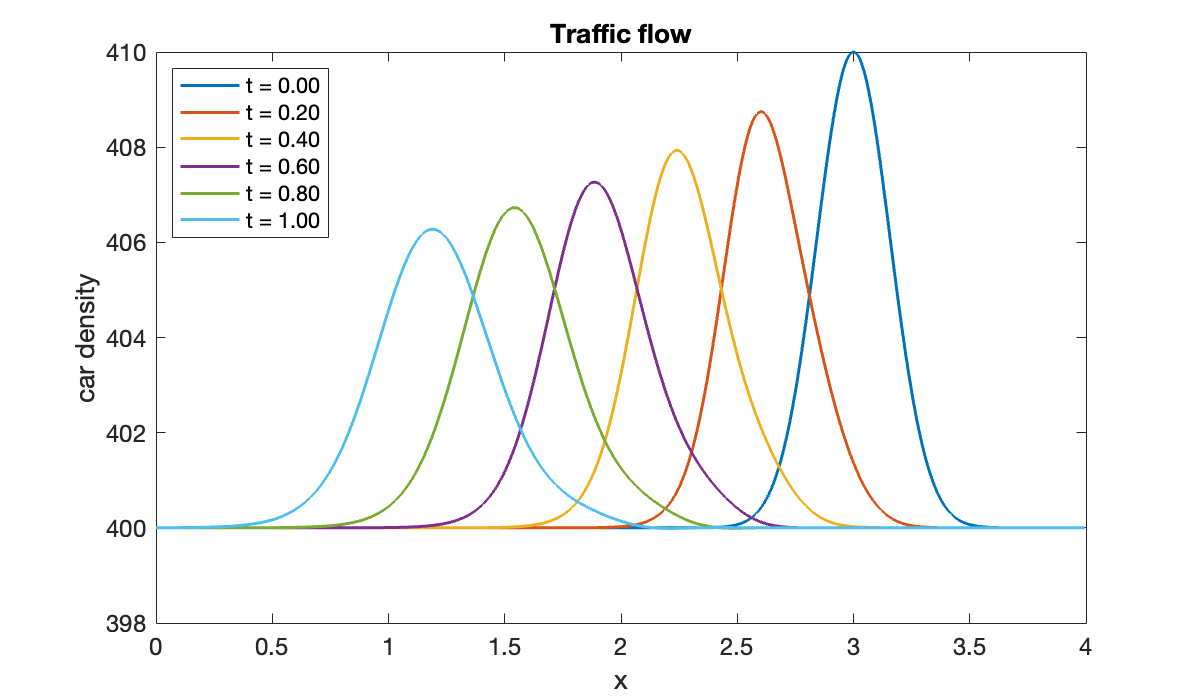 Traffic flow
410
408
406
404
402
400
398
car density
t = 0.00
t = 0.20
t = 0.40
t = 0.60
t = 0.80
t = 1.00
0 0.5 1 1.5 2 2.5 3 3.5 4
x